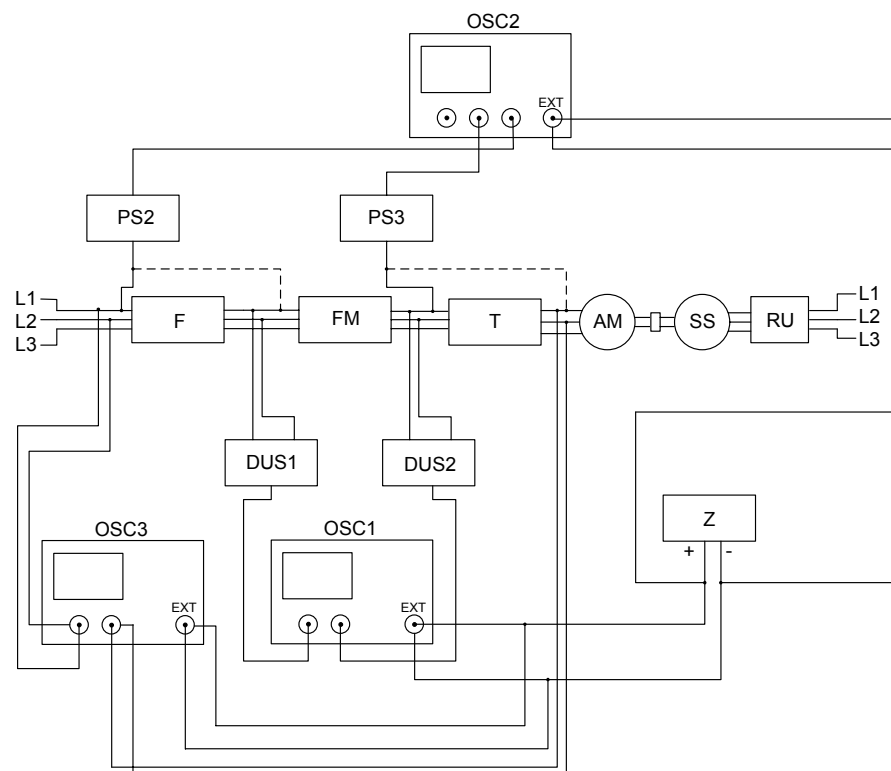 OSC2
EXT
PS2
PS3
L1
L2
L3
F
FM
T
AM
SS
RU
L1
L2
L3
DUS1
DUS2
OSC3
OSC1
Z
+ -
EXT
EXT